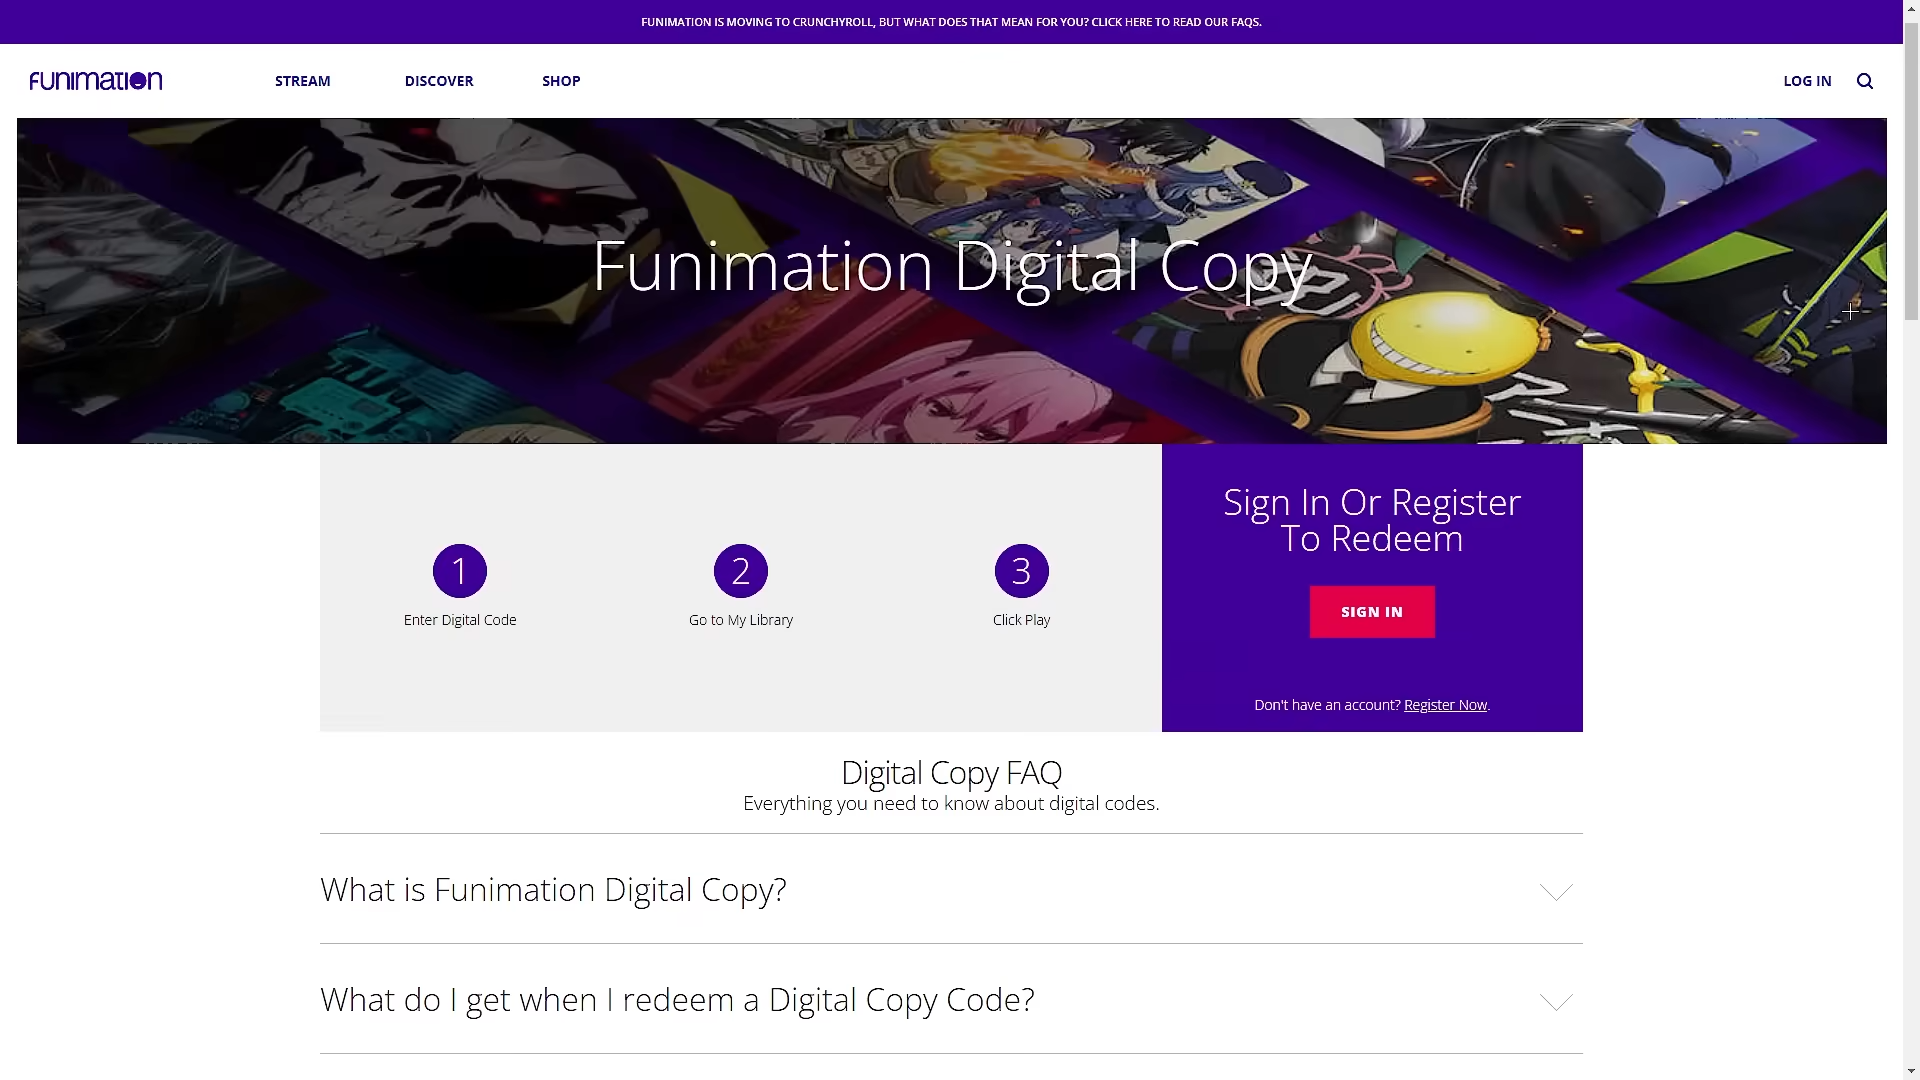 FUNIMATION IS MOVING TO CRUNCHYROLL, BUT WHAT DOES THAT MEAN FOR YOU? CLICK HERE TO READ OUR FAQS.
Funimation
STREAM
DISCOVER
SHOP
LOG IN
Funimation Digital Copy
1
2
3
Enter Digital Code
Go to My Library
Click Play
Sign In Or Register
To Redeem
SIGN IN
Don't have an account? Register Now.
Digital Copy FAQ
Everything you need to know about digital codes.
What is Funimation Digital Copy?
What do I get when I redeem a Digital Copy Code?